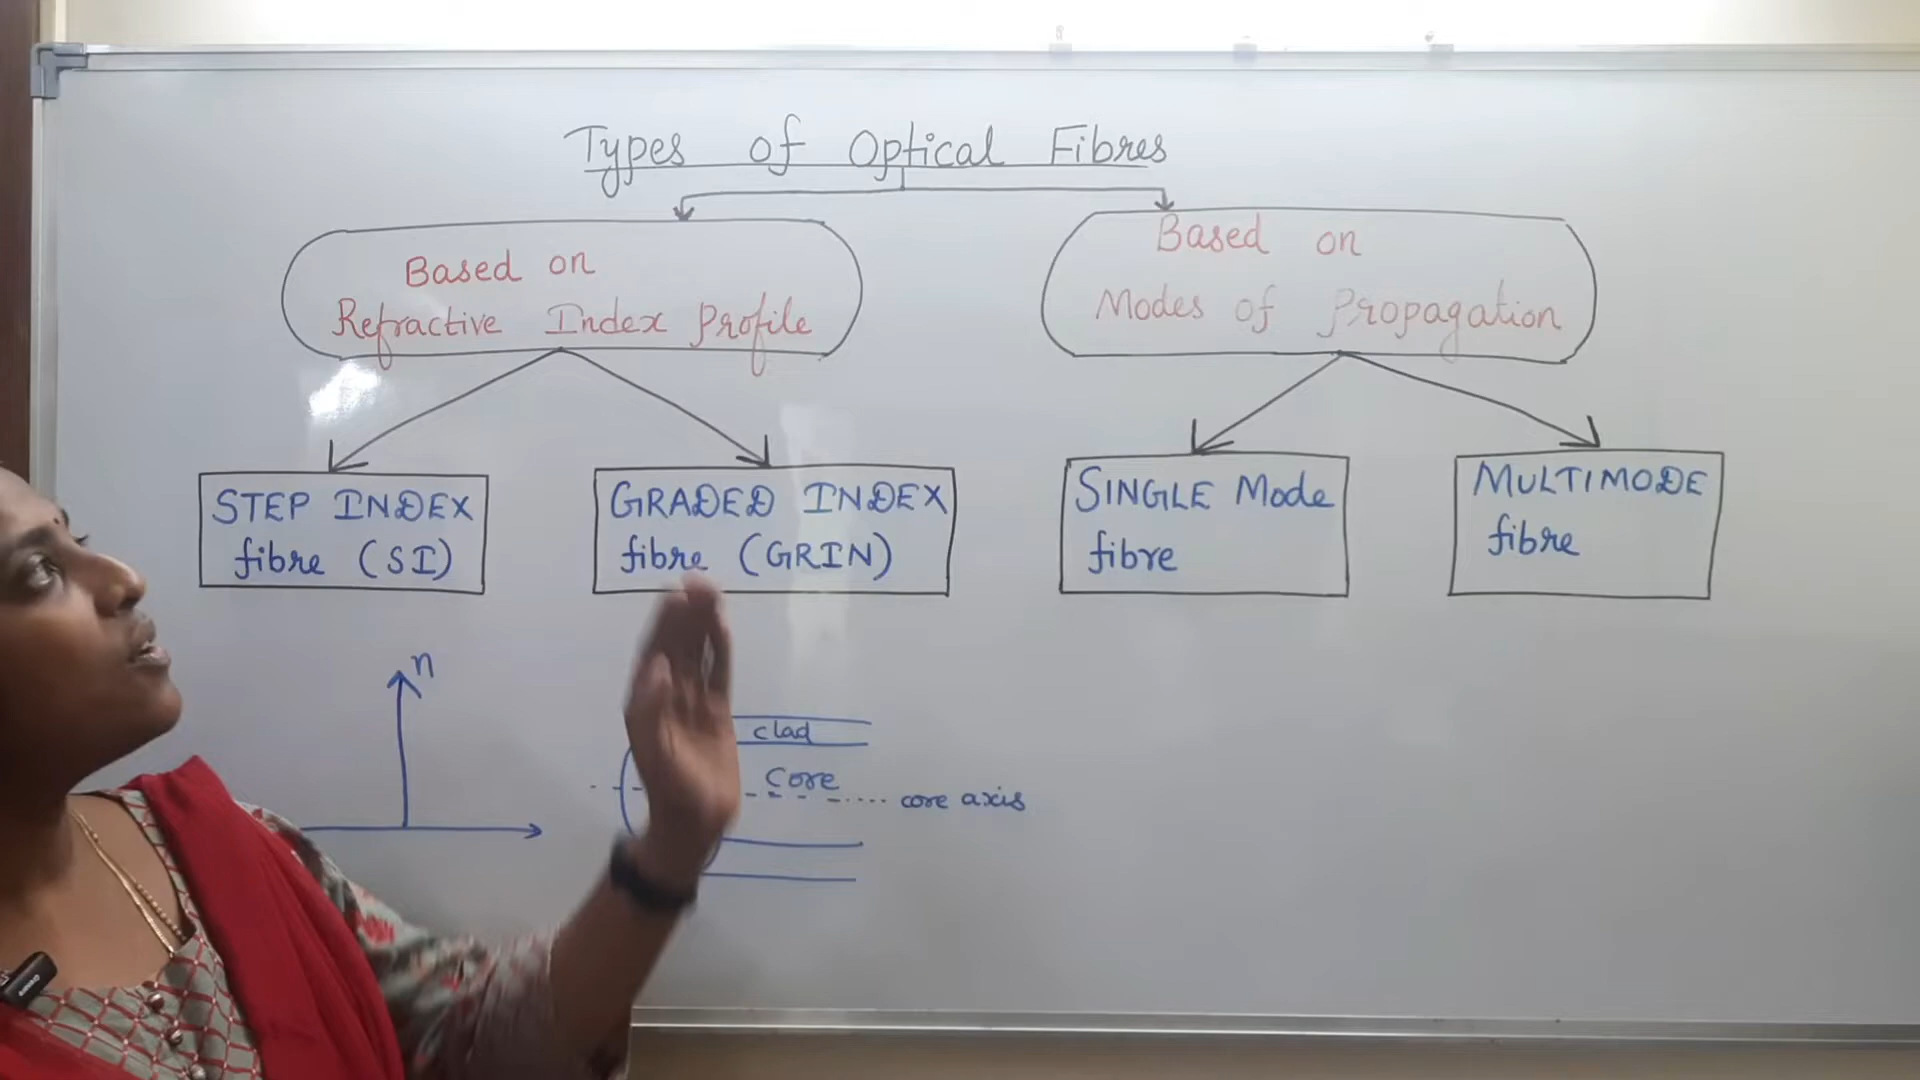 Types of Optical Fibres
Based on
Refractive Index Profile
Based on
Modes of Propagation
STEP INDEX
fibre (SI)
GRADED INDEX
fibre (GRIN)
SINGLE Mode
fibre
MULTIMODE
fibre
n
clad
Core
core axis